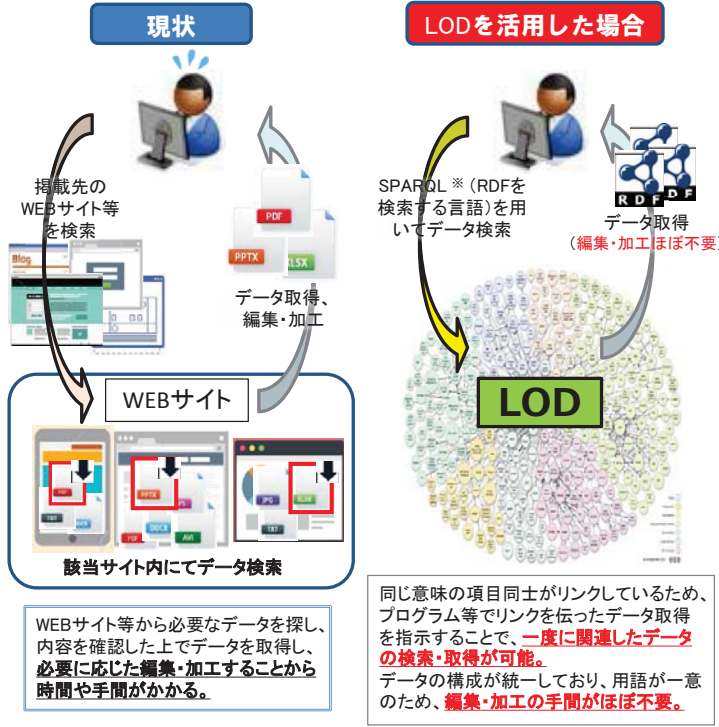 現状
掲載先の
WEBサイト等
を検索
Blog
PDF
PPTX
XLSX
データ取得、
編集・加工
WEBサイト
PDF
TXT
PPTX
DOCX
PDF
AVI
JPG
XLSX
TXT
該当サイト内にてデータ検索
WEBサイト等から必要なデータを探し、
内容を確認した上でデータを取得し、
必要に応じた編集・加工することから
時間や手間がかかる。
LODを活用した場合
SPARQL※(RDFを
検索する言語)を用
いてデータ検索
RDF
DF
データ取得
(編集・加工ほぼ不要)
LOD
同じ意味の項目同士がリンクしているため、
プログラム等でリンクを伝ったデータ取得
を指示することで、一度に関連したデータ
の検索・取得が可能。
データの構成が統一しており、用語が一意
のため、編集・加工の手間がほぼ不要。